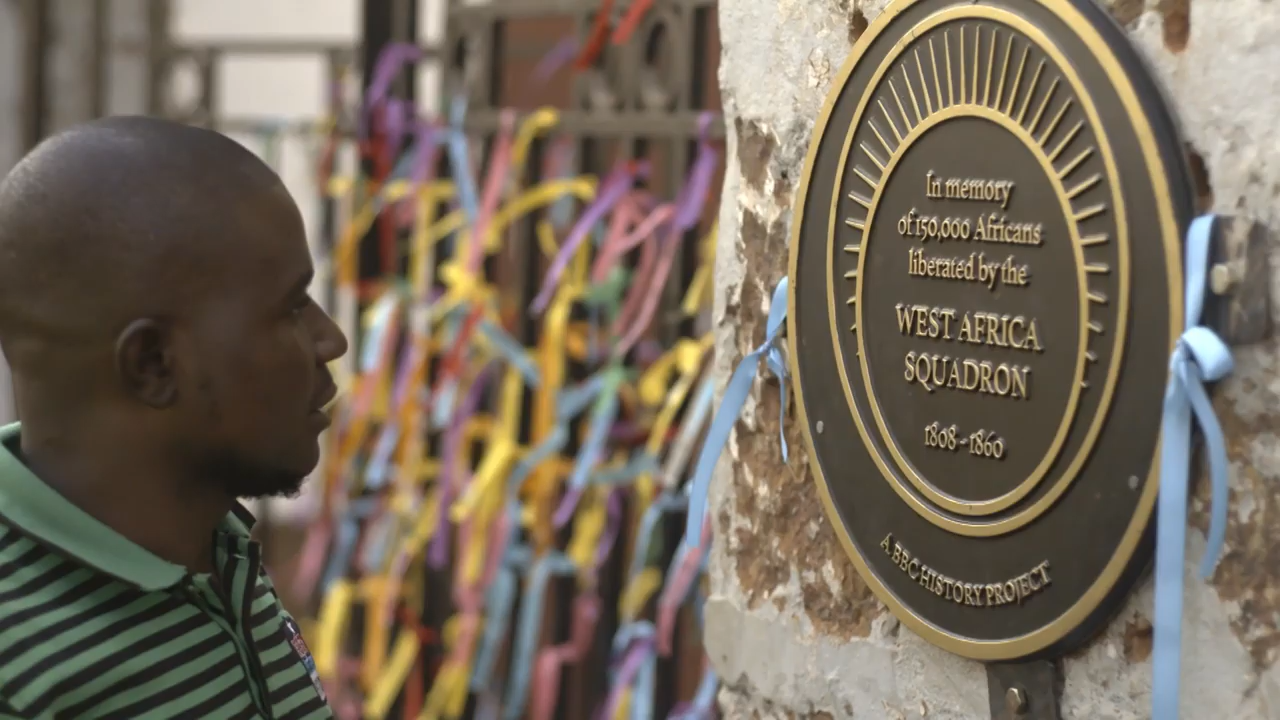 In memory
of 150,000 Africans
liberated by the
WEST AFRICA
SQUADRON
1808-1860
A BBC HISTORY PROJECT